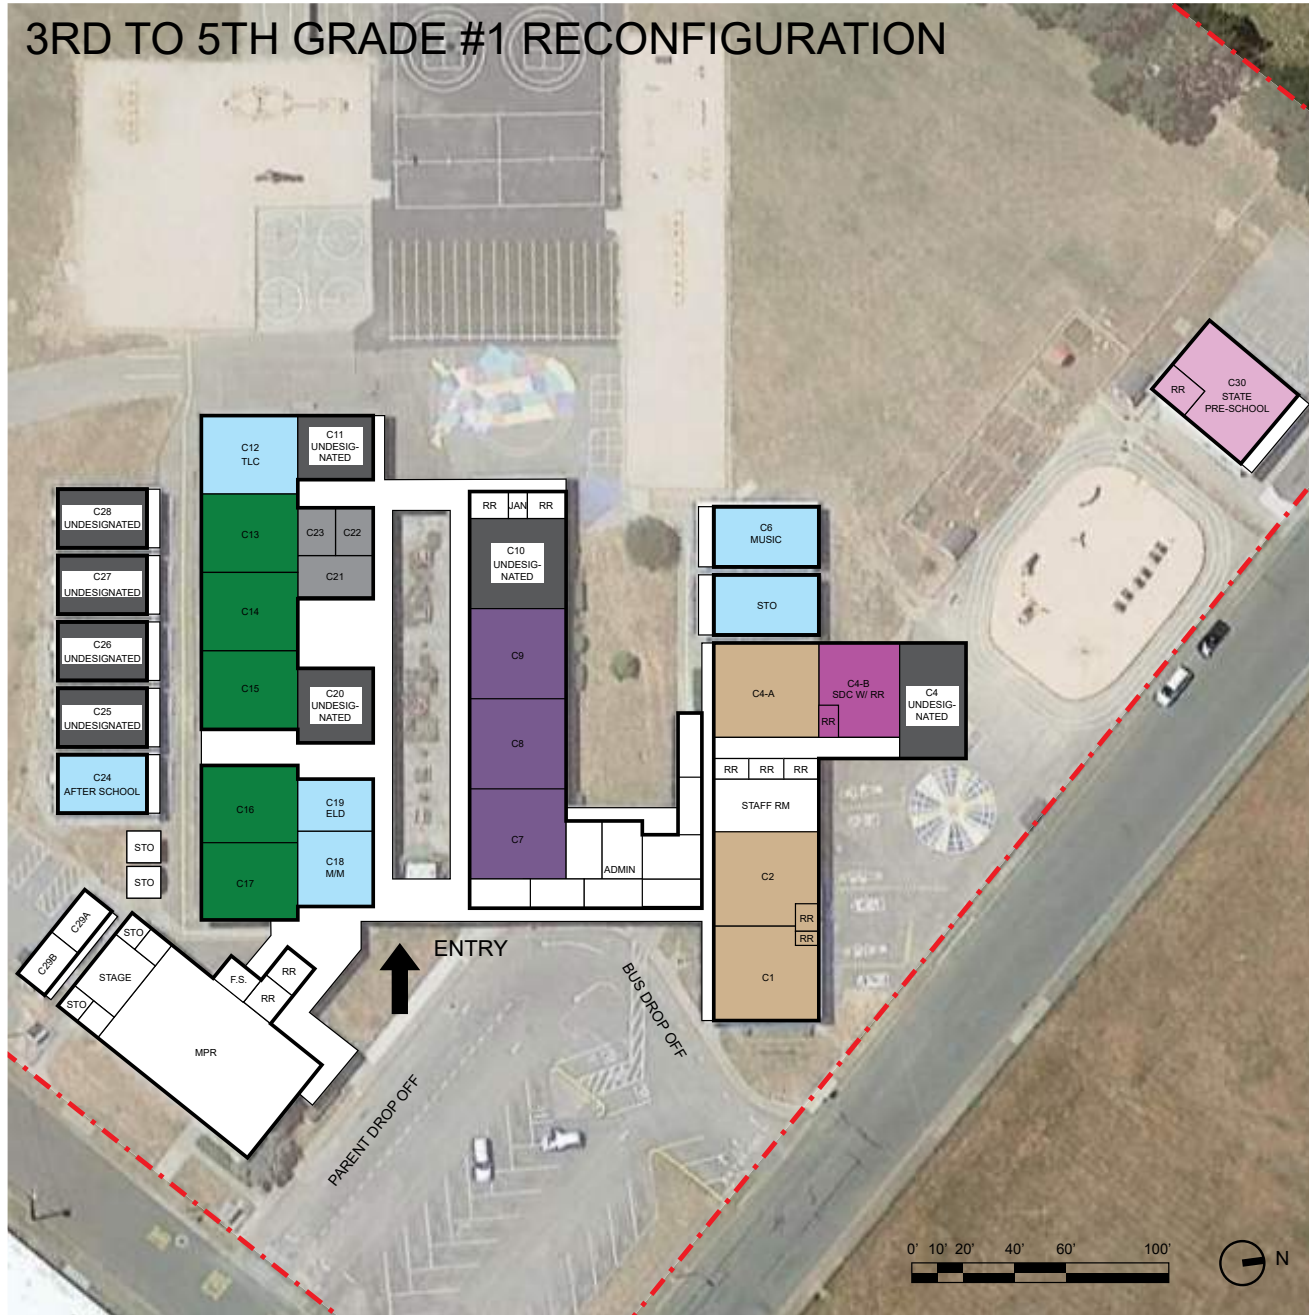 3RD TO 5TH GRADE #1 RECONFIGURATION
C30
STATE
PRE-SCHOOL
RR
C12
TLC
C11
UNDESIG-
NATED
C28
UNDESIGNATED
C13
C23
C22
C21
RR
JAN
RR
C10
UNDESIG-
NATED
C6
MUSIC
C27
UNDESIGNATED
C14
STO
C26
UNDESIGNATED
C9
C15
C20
UNDESIG-
NATED
C4-A
C4-B
SDC W/ RR
RR
C4
UNDESIG-
NATED
C25
UNDESIGNATED
C8
C24
AFTER SCHOOL
C16
C19
ELD
RR
RR
RR
STAFF RM
STO
C7
C18
M/M
ADMIN
C2
STO
C17
RR
RR
C29A
C29B
STO
STAGE
STO
F.S.
RR
RR
ENTRY
BUS DROP OFF
C1
MPR
PARENT DROP OFF
0' 10' 20' 40' 60' 100'
N